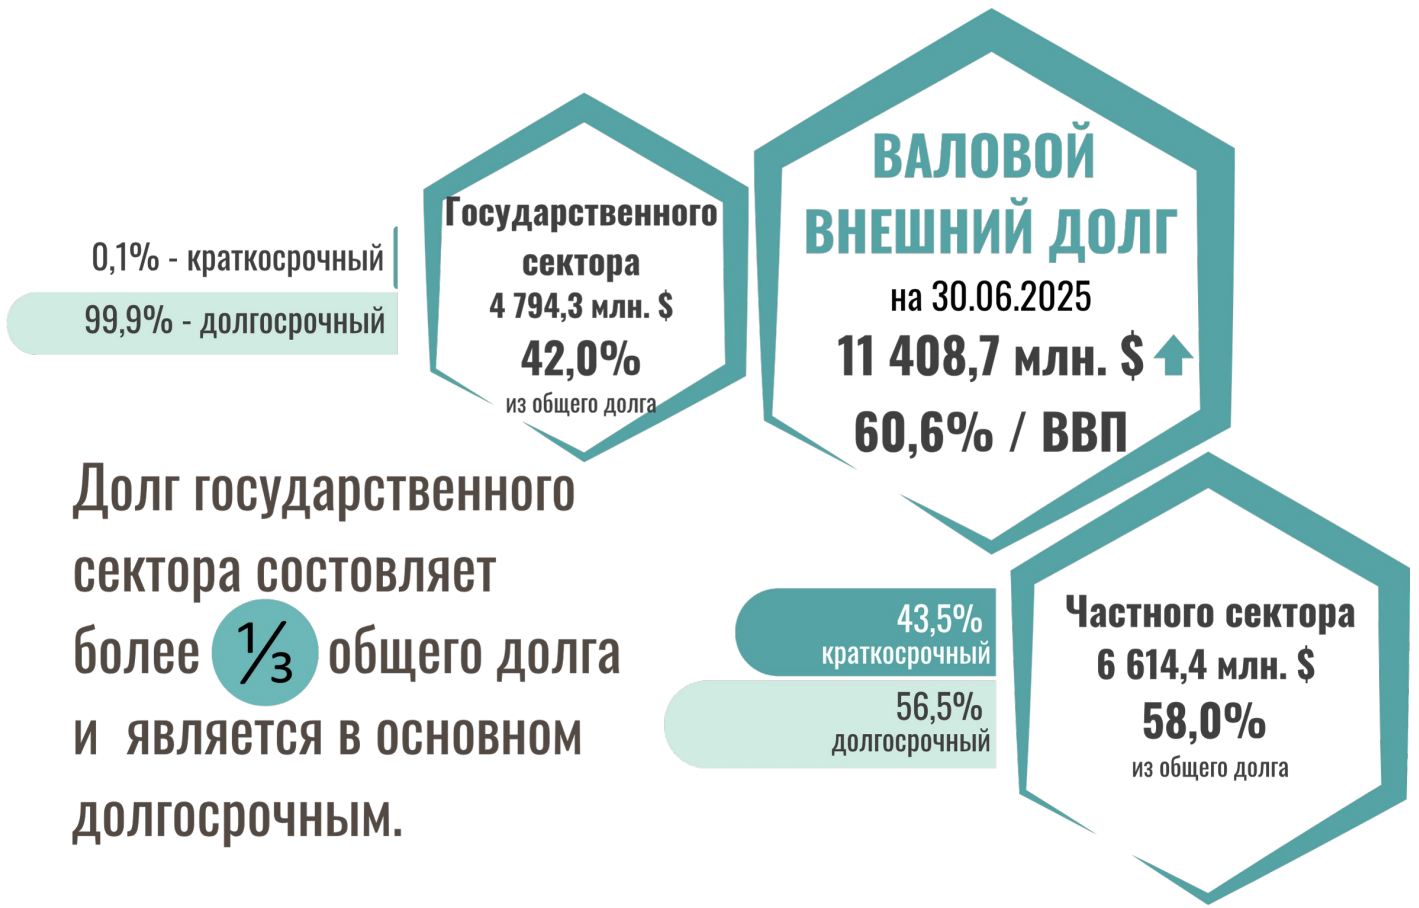 ВАЛОВОЙ
ВНЕШНИЙ ДОЛГ
на 30.06.2025
11 408,7 млн. $
60,6% / ВВП
Государственного
сектора
4 794,3 млн. $
42,0%
из общего долга
0,1% - краткосрочный
99,9% - долгосрочный
Долг государственного
сектора состовляет
более ⅓ общего долга
и является в основном
долгосрочным.
Частного сектора
6 614,4 млн. $
58,0%
из общего долга
43,5%
краткосрочный
56,5%
долгосрочный